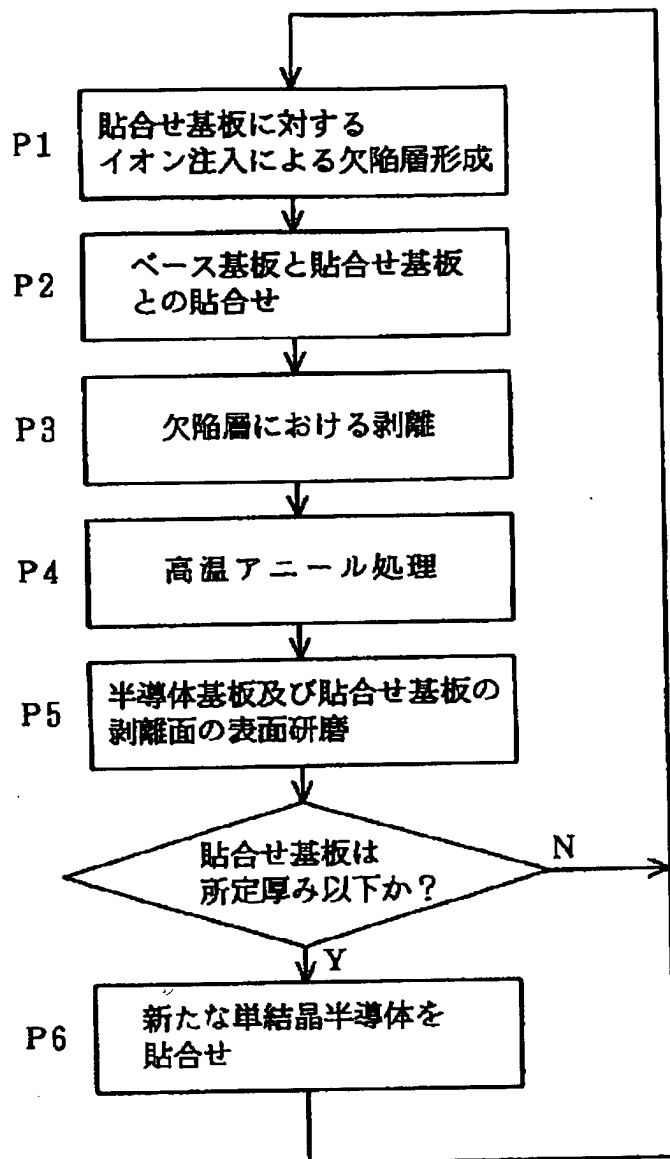 P1
貼合せ基板に対する
イオン注入による欠陥層形成
P2
ベース基板と貼合せ基板
との貼合せ
P3
欠陥層における剥離
P4
高温アニール処理
P5
半導体基板及び貼合せ基板の
剥離面の表面研磨
貼合せ基板は
所定厚み以下か?
N
Y
P6
新たな単結晶半導体を
貼合せ